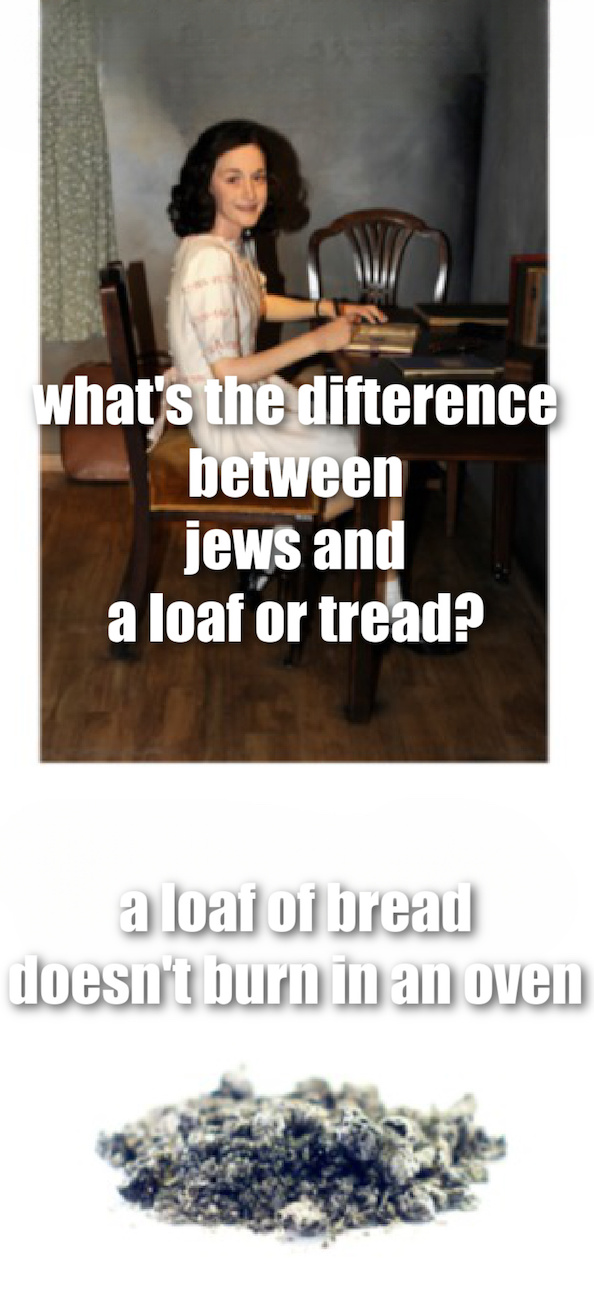 what's the difterence
between
jews and
a loaf or tread?
a loaf of bread
doesn't burn in an oven